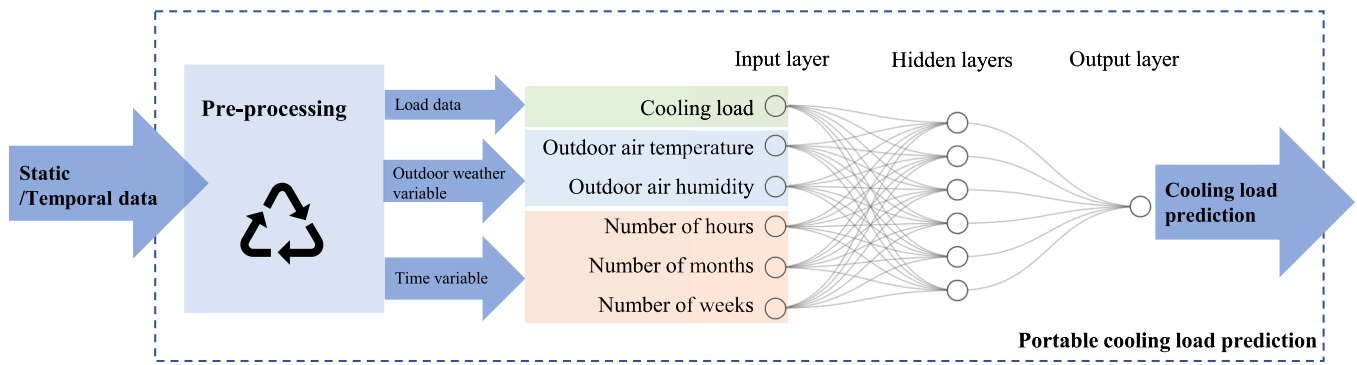 Input layer
Hidden layers
Output layer
Static
/Temporal data
Pre-processing
Load data
Outdoor weather
variable
Time variable
Cooling load
Outdoor air temperature
Outdoor air humidity
Number of hours
Number of months
Number of weeks
Cooling load
prediction
Portable cooling load prediction